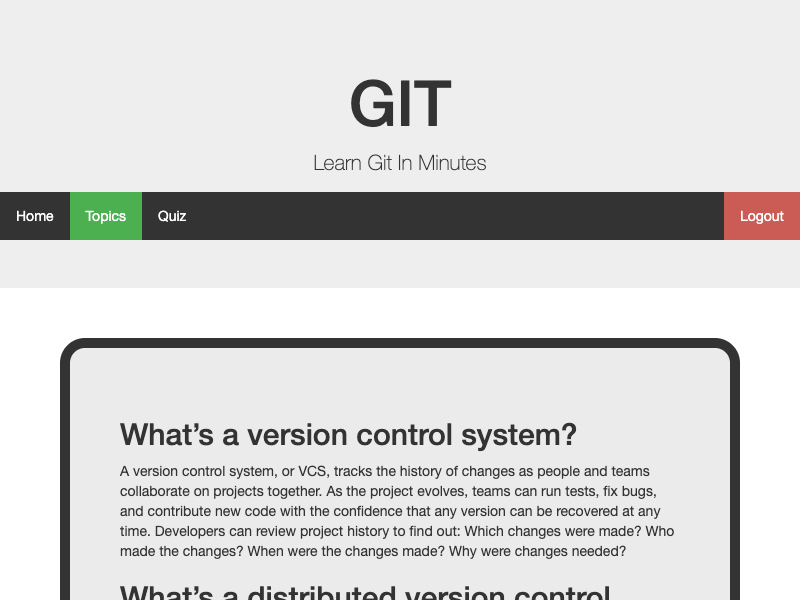 GIT
Learn Git In Minutes
Home Topics Quiz Logout
What’s a version control system?
A version control system, or VCS, tracks the history of changes as people and teams
collaborate on projects together. As the project evolves, teams can run tests, fix bugs,
and contribute new code with the confidence that any version can be recovered at any
time. Developers can review project history to find out: Which changes were made? Who
made the changes? When were the changes made? Why were changes needed?
What’s a distributed version control